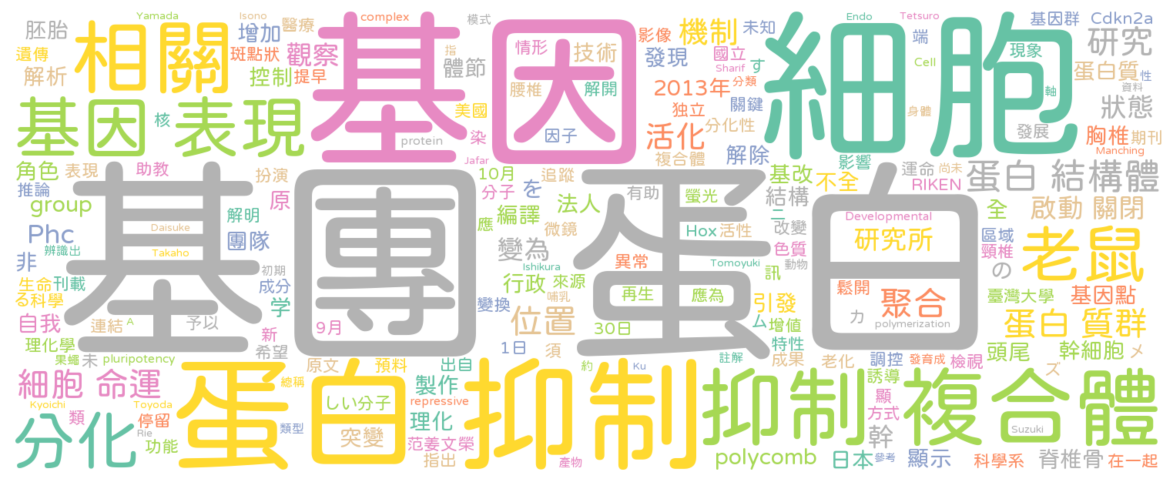 胚胎
Yamada
遺傳
解析
相關
增加
Isono
醫療
斑點狀
控制
提早
觀察
complex
模式
指
體節
腰椎
情形
技術
解開
因子
基因
影像
發現
機制
國立
Sharif
未知
す
2013年
分類
關鍵
獨立
活化
分化性
解除
複合體
美國
染
protein
Jafar
細胞
Endo
Tetsuro
端
Cell
現象
軸
身體
發展
基因群
Cdkn2a
研究
蛋白質
性
資料
狀態
胸椎
期刊
Manching
基因
表現
核
角色
表現
助教
扮演
推論
group
原
解明
Phc
Daisuke
團隊
辨識出
Takaho
非
生命
刊載
成分
初期
る
科學
学
自我
連結
A
予以
新
理化學
希望
果蠅
未
pluripotency
基團
蛋白
10月
追蹤
分子
を
應
編譯
法人
微鏡
變為
行政
來源
Ishikura
變換
哺乳
9月
位置
30日
1日
須
有助
螢光
Hox
活性
異常
Tomoyuki
再生
應為
基改
不全
影響
結構
二
改變
色質
動物
訊
引發
ム
增值
特性
運命
尚未
RIKEN
蛋白
結構體
Developmental
研究所
全
啟動
關閉
區域
頸椎
の
老鼠
鬆開
聚合
臺灣大學
基因點
カ
polymerization
蛋白
質群
頭尾
幹細胞
メ
ズ
細胞
命運
總稱
KyoIchi
Toyoda
類
停留
Rie
類型
分化
功能
蛋白
抑制
原文
預料
出自
しい分子
製作
repressive
理化
突變
范姜文榮
指出
產物
約
註解
Ku
抑制
成果
老化
調控
發育成
檢視
誘導
顯
方式
幹
複合體
Suzuki
polycomb
日本
參考
顯示
科學系
脊椎骨
在一起